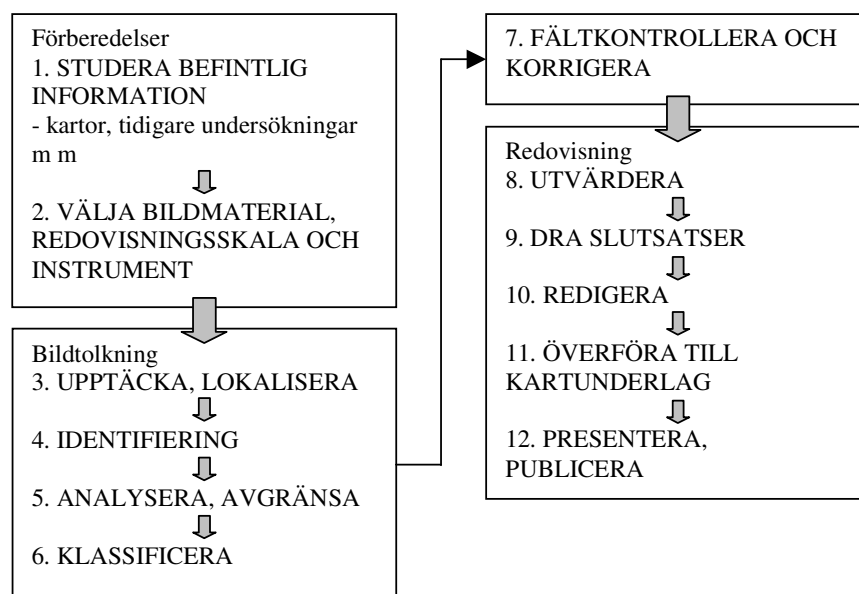 Förberedelser
1. STUDERA BEFINTLIG
INFORMATION
- kartor, tidigare undersökningar
m m
2. VÄLJA BILDMATERIAL,
REDOVISNINGSSKALA OCH
INSTRUMENT
Bildtolkning
3. UPPTÄCKA, LOKALISERA
4. IDENTIFIERING
5. ANALYSERA, AVGRÄNSA
6. KLASSIFICERA
7. FÄLTKONTROLLERA OCH
KORRIGERA
Redovisning
8. UTVÄRDERA
9. DRA SLUTSATSER
10. REDIGERA
11. ÖVERFÖRA TILL
KARTUNDERLAG
12. PRESENTERA,
PUBLICERA